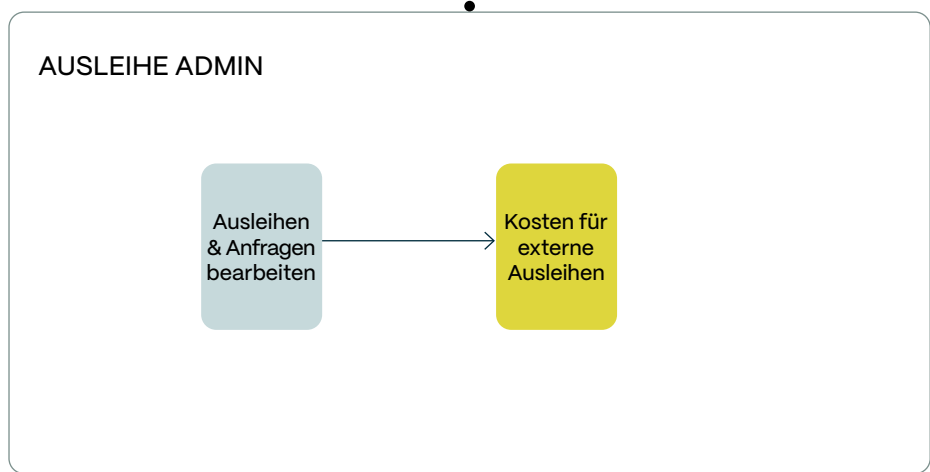 AUSLEIHE ADMIN
Ausleihen
& Anfragen
bearbeiten
Kosten für
externe
Ausleihen